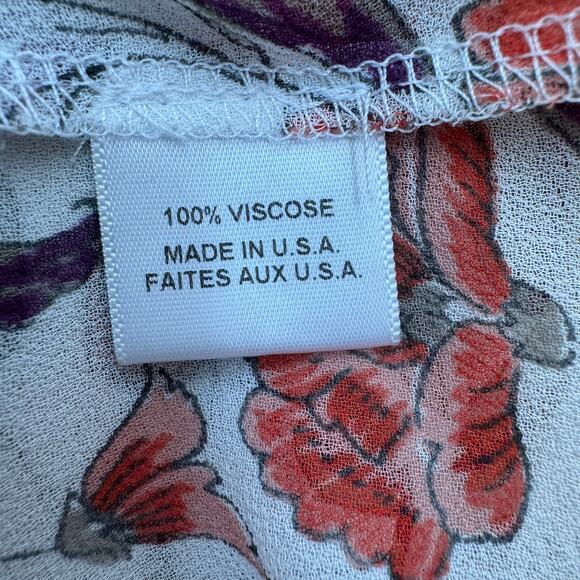 100% VISCOSE
MADE IN U.S.A.
FAITES AUX U.S.A.